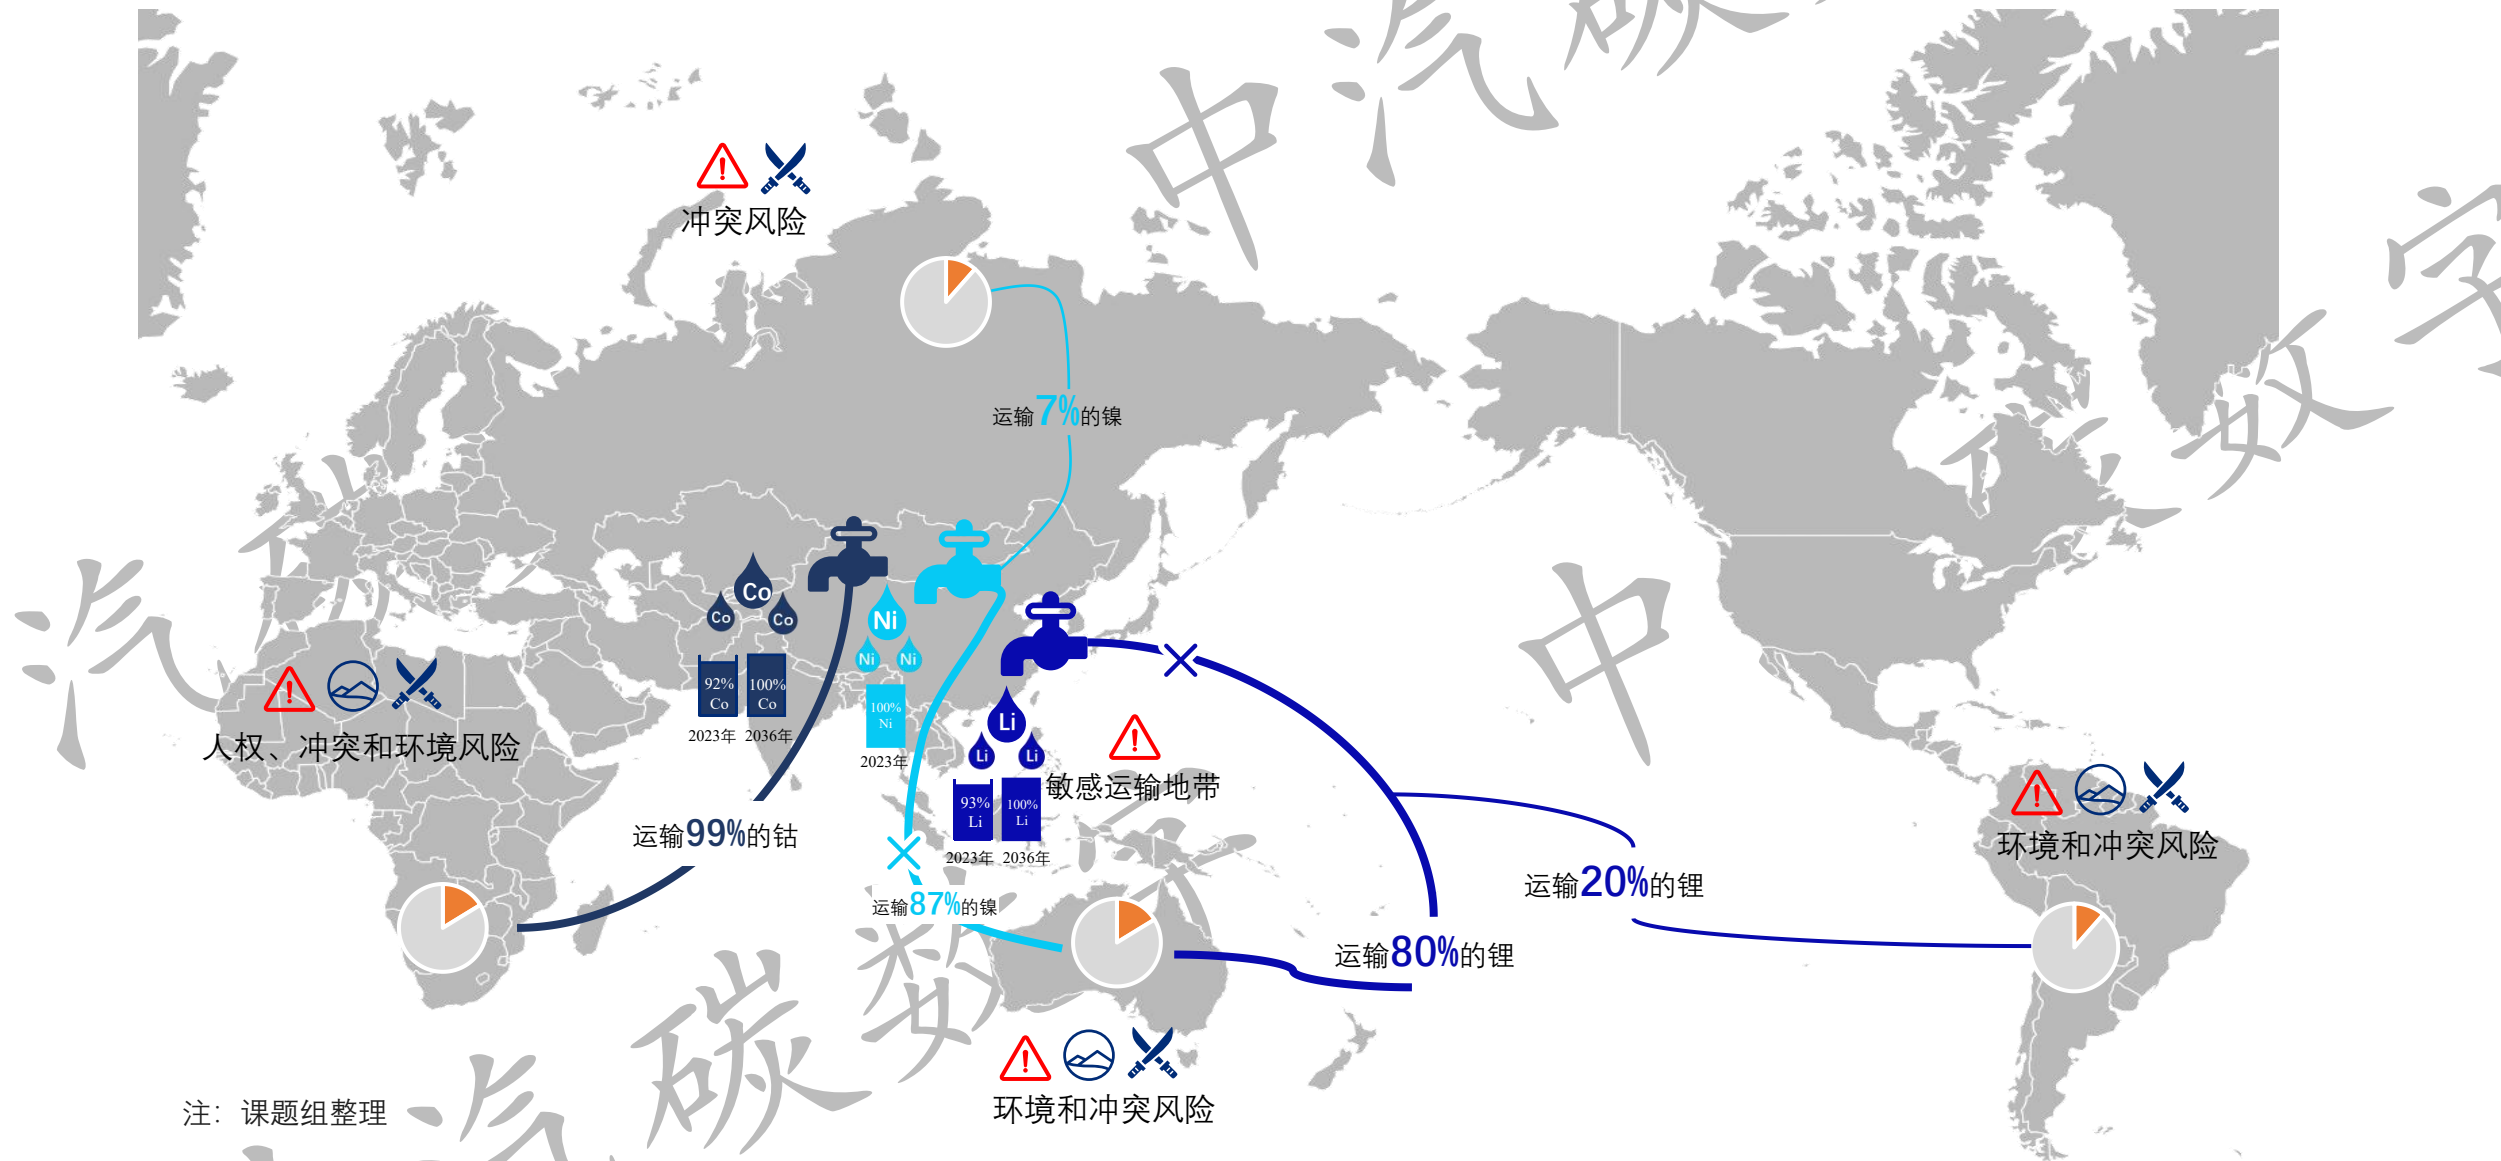 中汽碳
冲突风险
运输7%的镍
数字
汽
Co
Co
Co
Ni
Ni
Ni
92%
Co
100%
Co
2023年
2036年
100%
Ni
2023年
Li
Li
Li
93%
Li
100%
Li
2023年
2036年
敏感运输地带
人权、冲突和环境风险
中
环境和冲突风险
运输99%的钴
运输87%的镍
运输20%的锂
运输80%的锂
环境和冲突风险
汽碳数
注：课题组整理